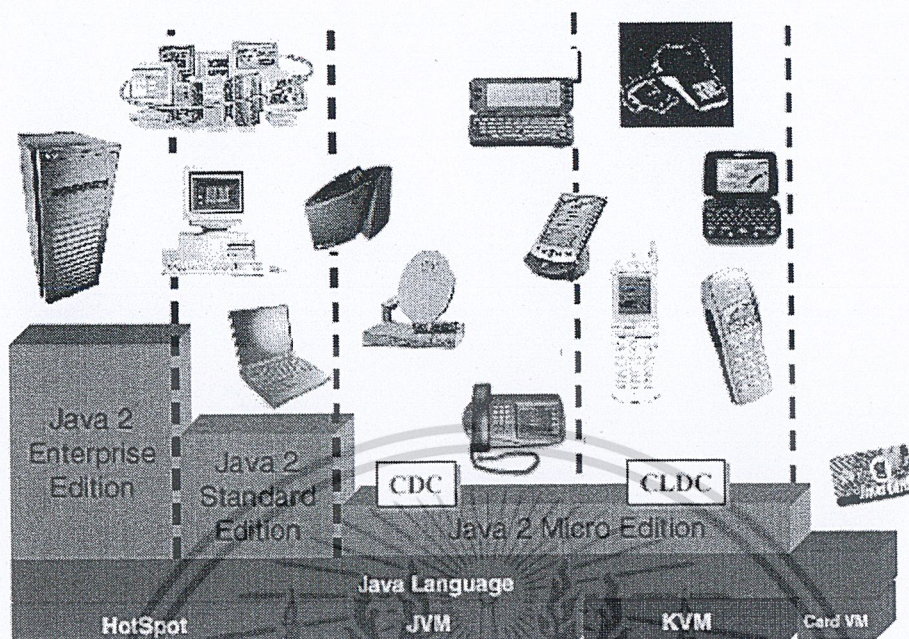 Java 2
Enterprise
Edition
Java 2
Standard
Edition
CDC
CLDC
Java 2 Micro Edition
Java Language
HotSpot
JVM
KVM
Card VM